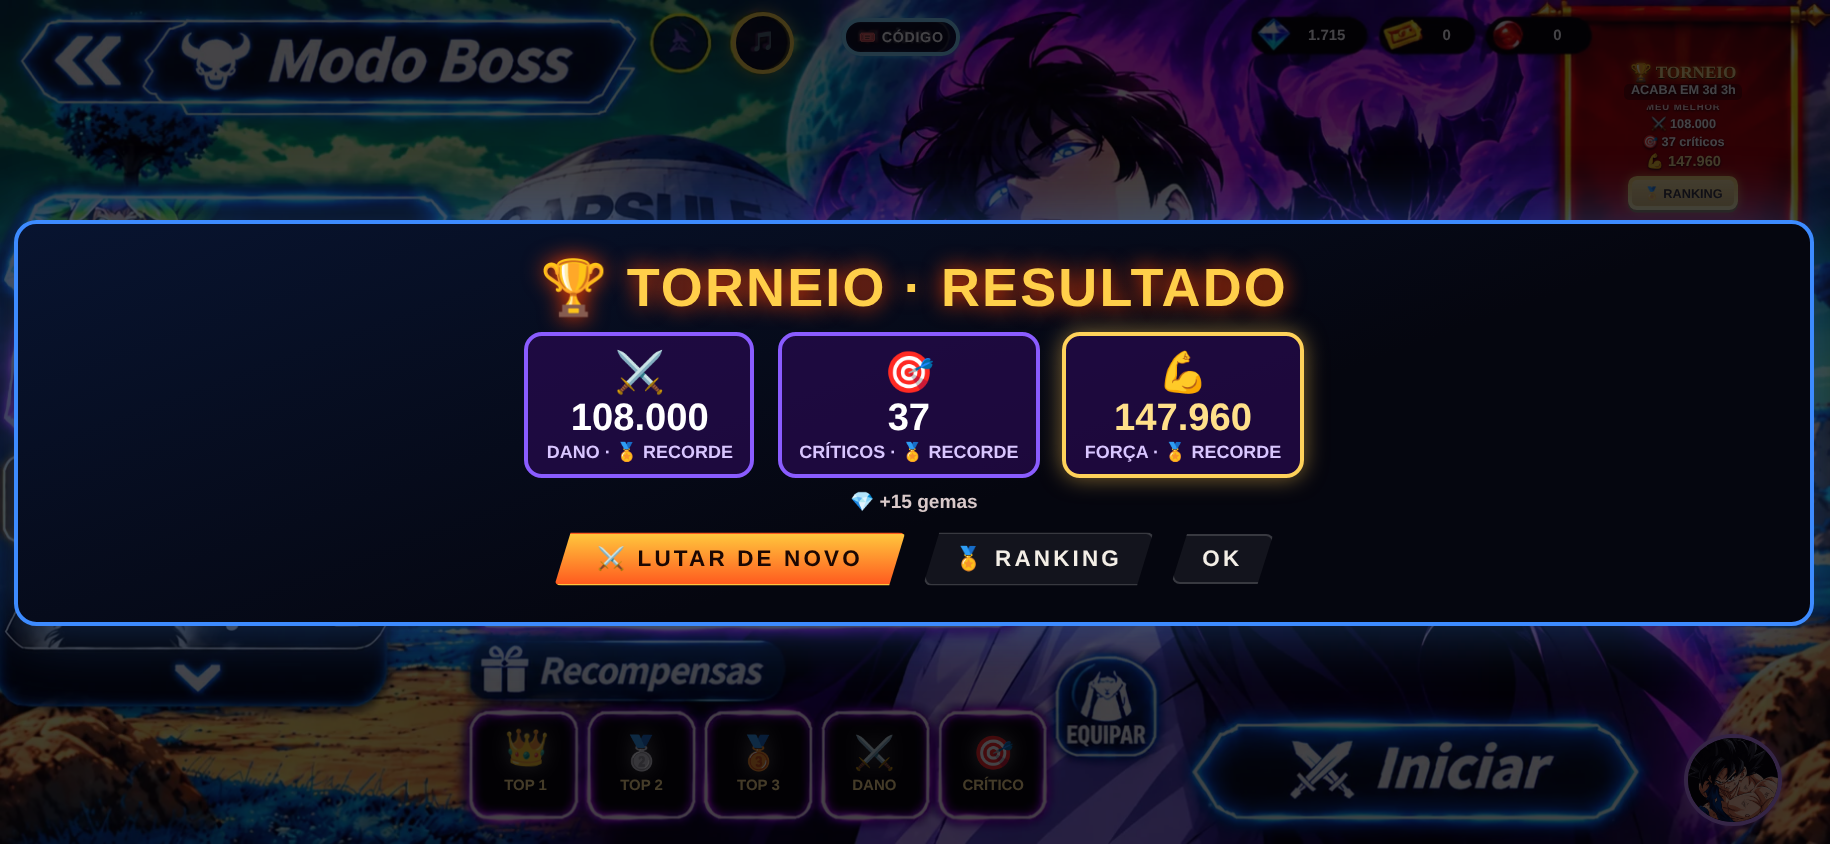 Modo Boss
CÓDIGO
1.715
0
0
TORNEIO
ACABA EM 3d 3h
MEU MELHOR
108.000
37 críticos
147.960
RANKING
CAPSULE
TORNEIO · RESULTADO
108.000
DANO · RECORDE
37
CRÍTICOS · RECORDE
147.960
FORÇA · RECORDE
+15 gemas
LUTAR DE NOVO
RANKING
OK
Recompensas
TOP 1
TOP 2
TOP 3
DANO
CRÍTICO
EQUIPAR
Iniciar